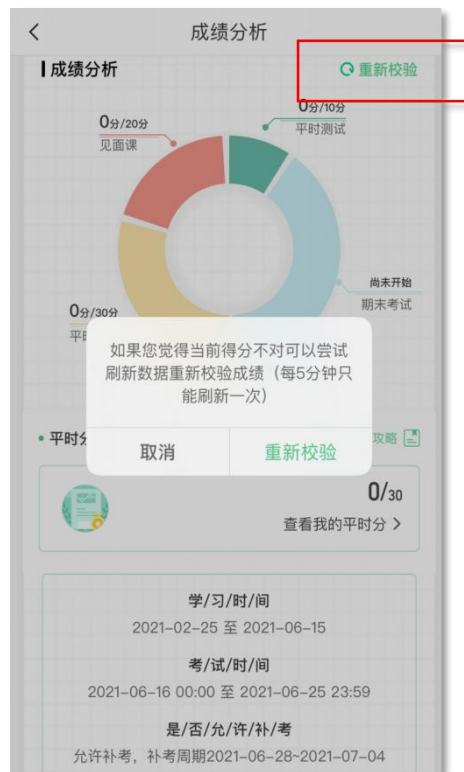 成绩分析
成绩分析
重新校验
0分/10分
平时测试
0分/20分
见面课
尚未开始
期末考试
0分/30分
平时
如果您觉得当前得分不对可以尝试
刷新数据重新校验成绩（每5分钟只
能刷新一次）
取消
重新校验
平时分
攻略
0/30
查看我的平时分 >
学/习/时/间
2021-02-25 至 2021-06-15
考/试/时/间
2021-06-16 00:00 至 2021-06-25 23:59
是/否/允/许/补/考
允许补考，补考周期2021-06-28~2021-07-04